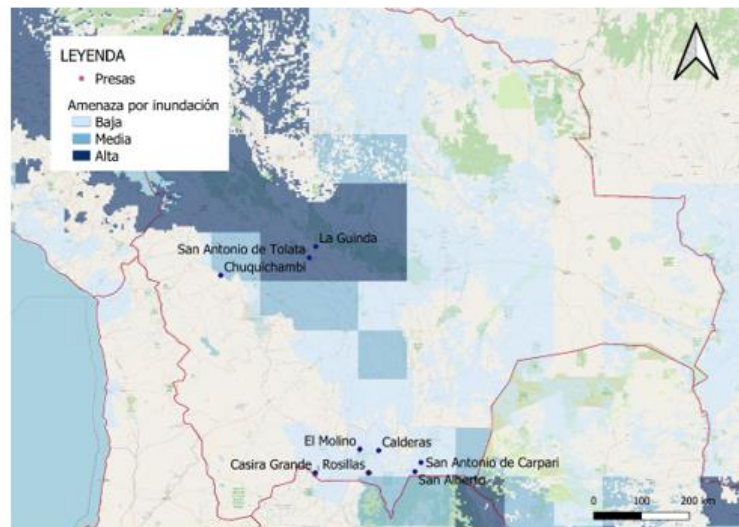 LEYENDA
Presas
Amenaza por inundación
Baja
Media
Alta
La Guinda
San Antonio de Tolata
Chuquichambi
El Molino
Calderas
Casira Grande
Rosillas
San Antonio de Carpari
San Alberto
0 100 200 km